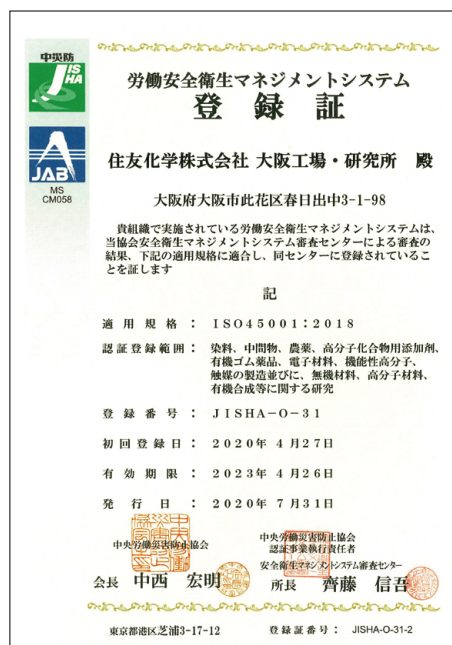 中災防
JISHA
JAB
MS
CM058
労働安全衛生マネジメントシステム
登録証
住友化学株式会社 大阪工場・研究所 殿
大阪府大阪市此花区春日出中3-1-98
貴組織で実施されている労働安全衛生マネジメントシステムは、
当協会安全衛生マネジメントシステム審査センターによる審査の
結果、下記の適用規格に適合し、同センターに登録されているこ
とを証します
記
適用規格：ISO45001：2018
認証登録範囲：染料、中間物、農薬、高分子化合物用添加剤、
有機ゴム薬品、電子材料、機能性高分子、
触媒の製造並びに、無機材料、高分子材料、
有機合成等に関する研究
登録番号：JISHA-O-31
初回登録日：2020年 4月27日
有効期限：2023年 4月26日
発行日：2020年 7月31日
中央労働災害防止協会
会長 中西 宏明
中央労働災害防止協会
認証事業執行責任者
安全衛生マネジメントシステム審査センター
所長 齊藤 信吾
東京都港区芝浦3-17-12 登録証番号： JISHA-O-31-2